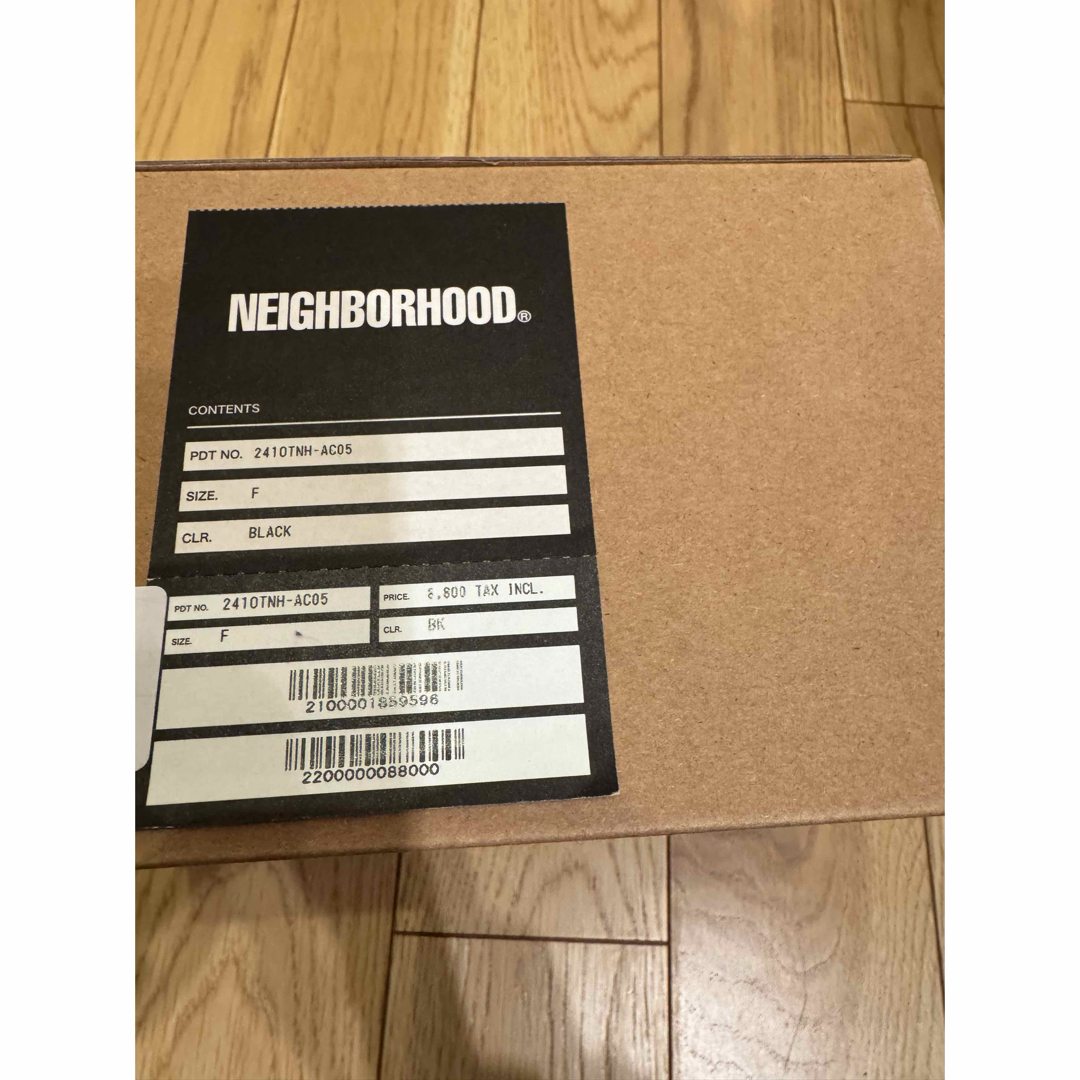 NEIGHBORHOOD®
CONTENTS
PDT NO. 241OTNH-AC05
SIZE. F
CLR. BLACK
PDT NO. 241OTNH-AC05
PRICE. 8,800 TAX INCL.
SIZE. F
CLR. BK
2100001859596
2200000088000